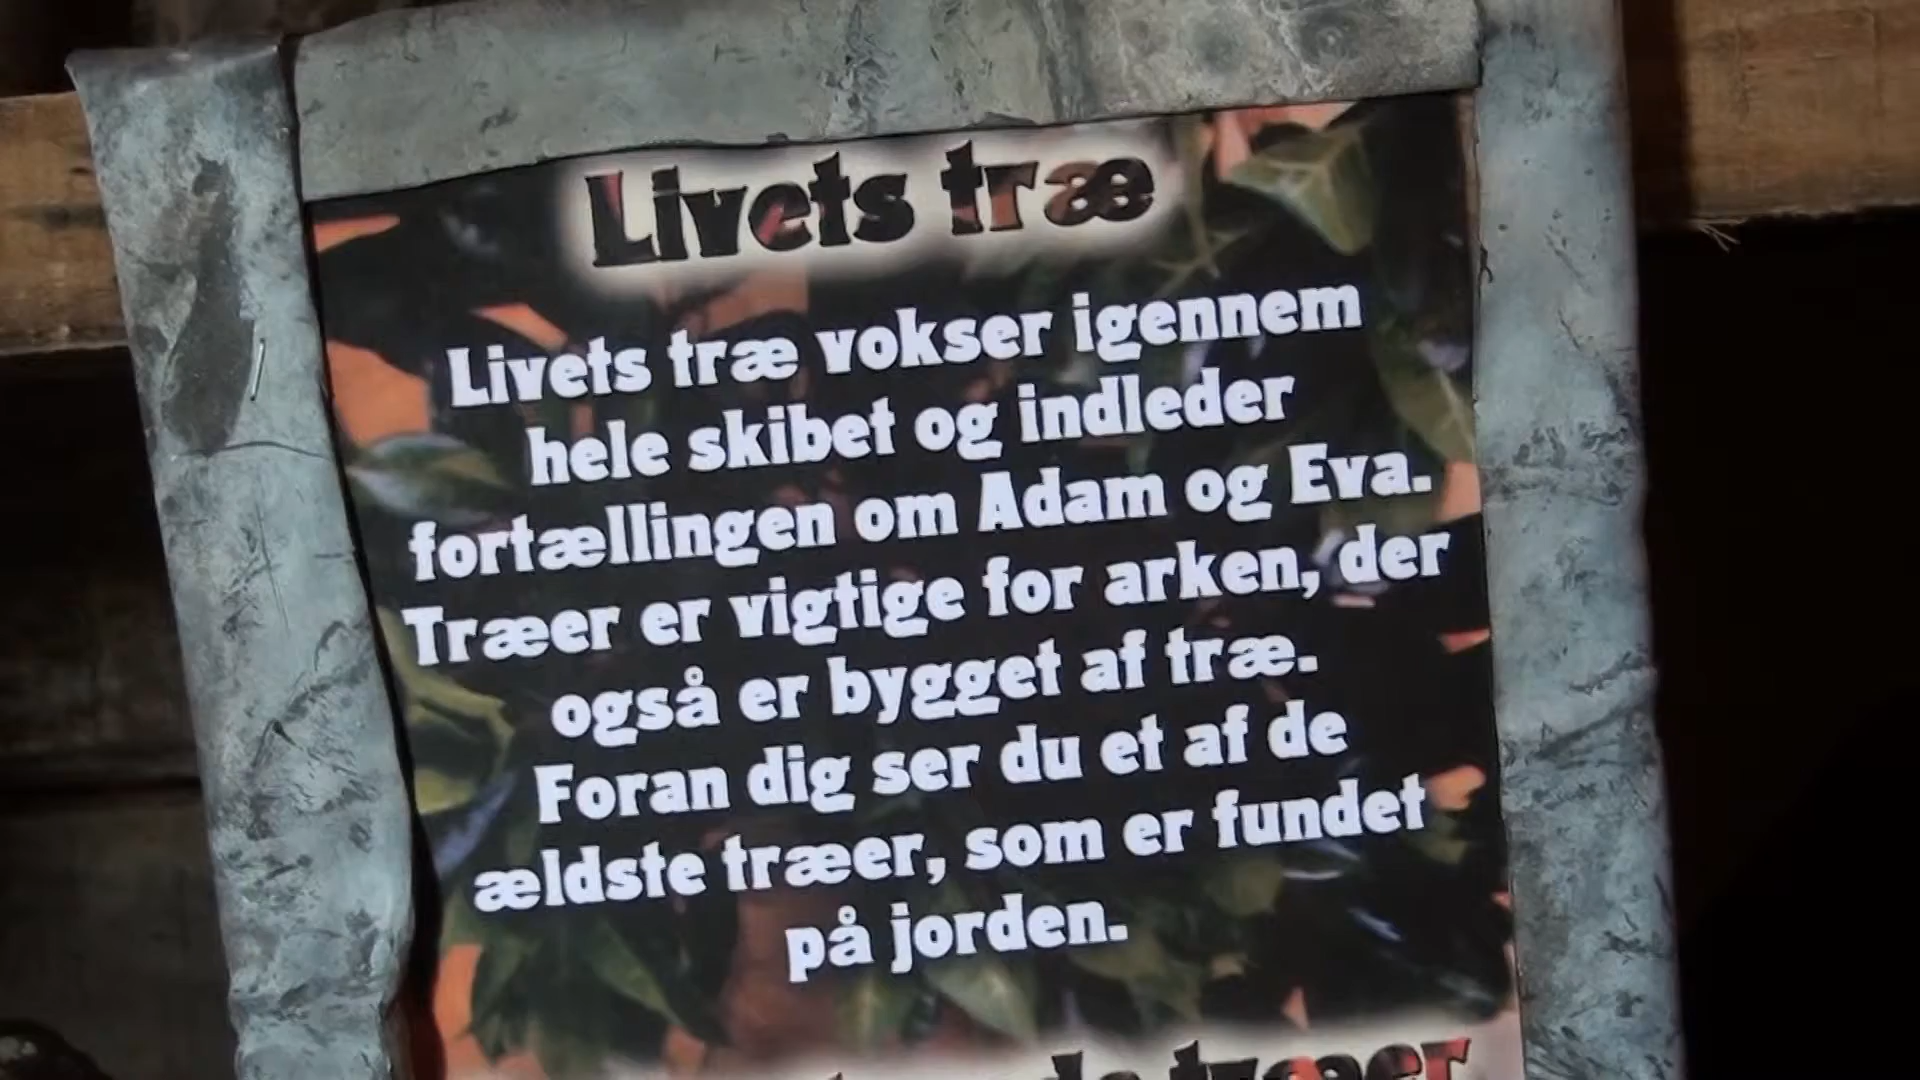 Livets træ
Livets træ vokser igennem
hele skibet og indleder
fortællingen om Adam og Eva.
Træer er vigtige for arken, der
også er bygget af træ.
Foran dig ser du et af de
ældste træer, som er fundet
på jorden.
træer